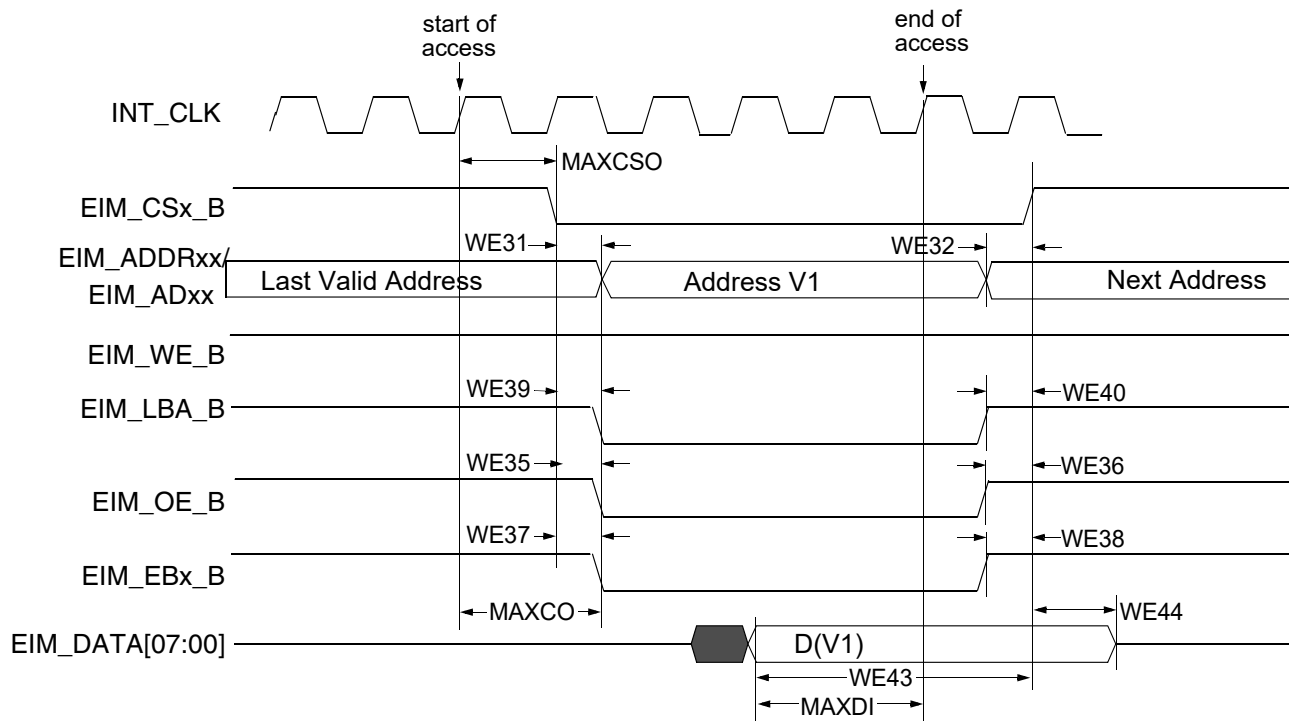 start of
access
end of
access
INT_CLK
MAXCSO
EIM_CSx_B
WE31
WE32
EIM_ADDRxx/
EIM_ADxx
Last Valid Address
Address V1
Next Address
EIM_WE_B
WE39
WE40
EIM_LBA_B
WE35
WE36
EIM_OE_B
WE37
WE38
EIM_EBx_B
MAXCO
WE44
EIM_DATA[07:00]
D(V1)
WE43
MAXDI